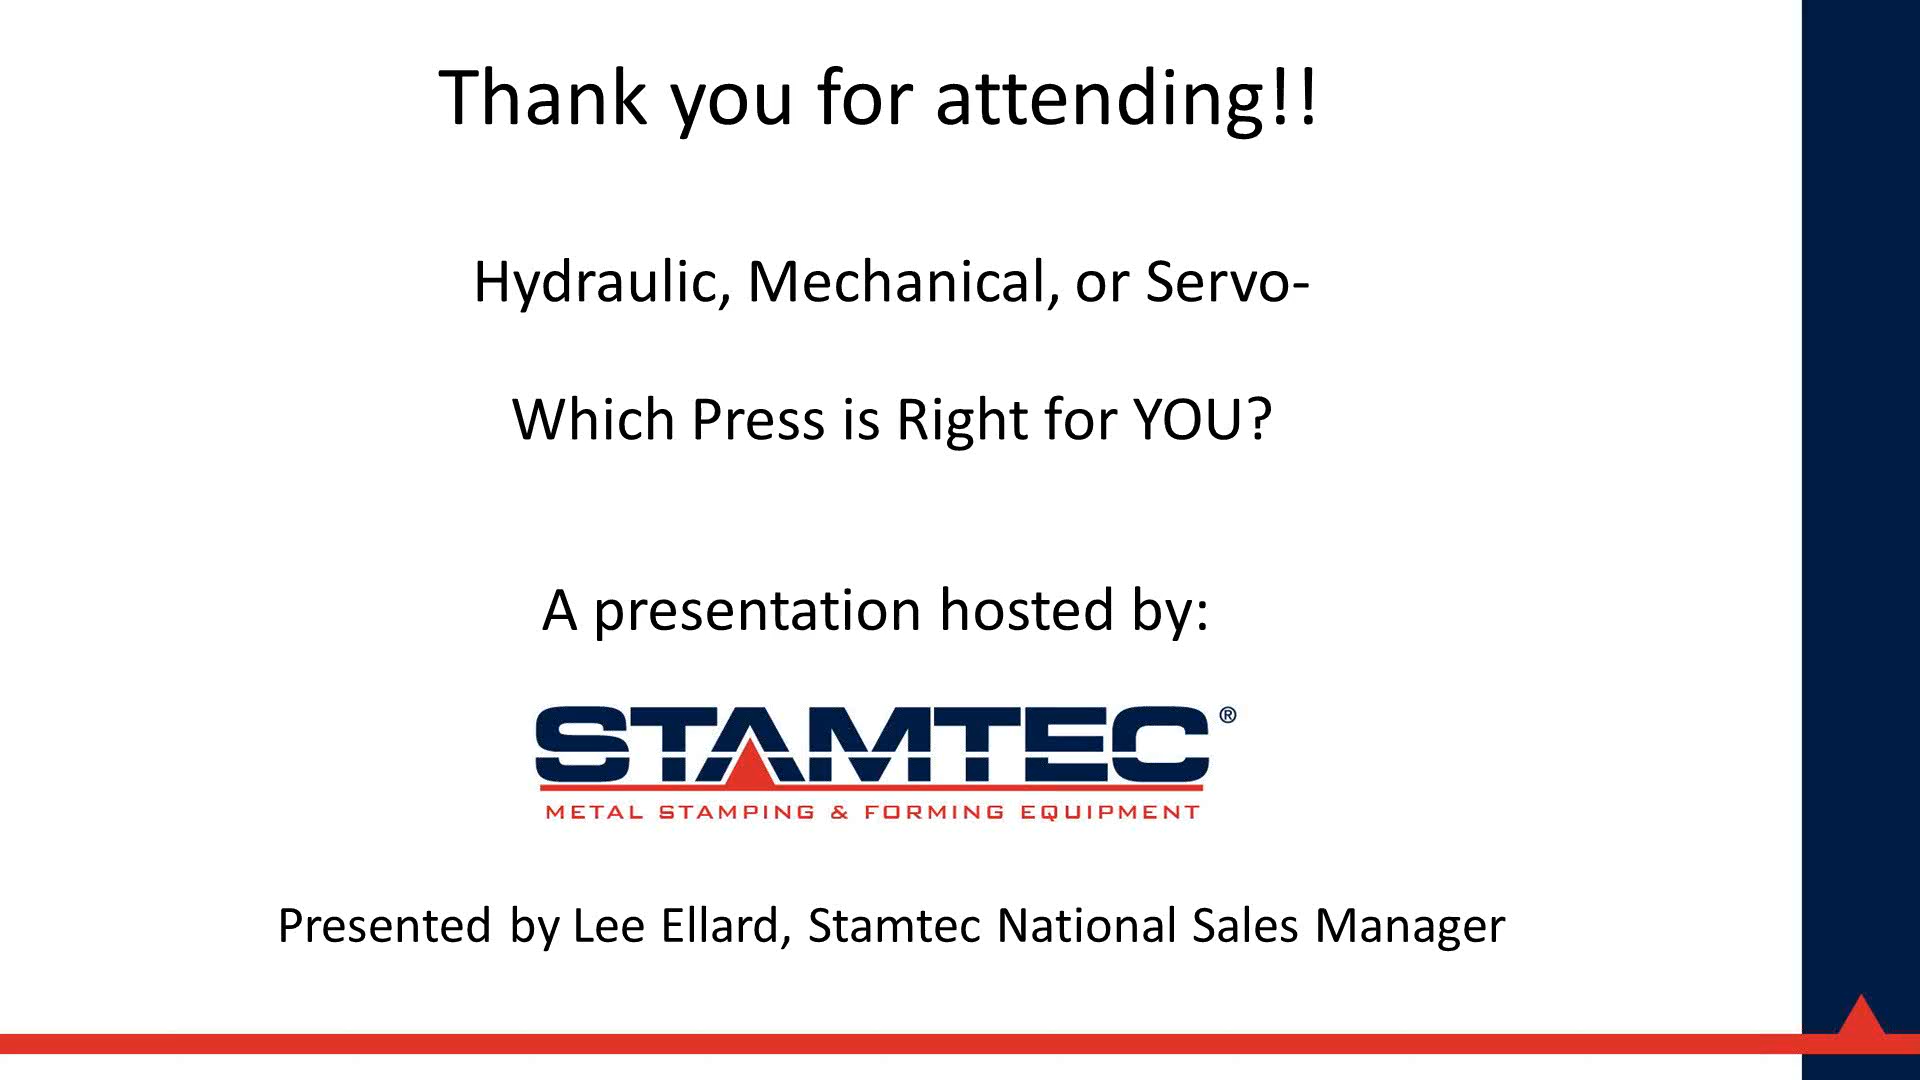 Thank you for attending!!
Hydraulic, Mechanical, or Servo-
Which Press is Right for YOU?
A presentation hosted by:
STAMTEC®
METAL STAMPING & FORMING EQUIPMENT
Presented by Lee Ellard, Stamtec National Sales Manager